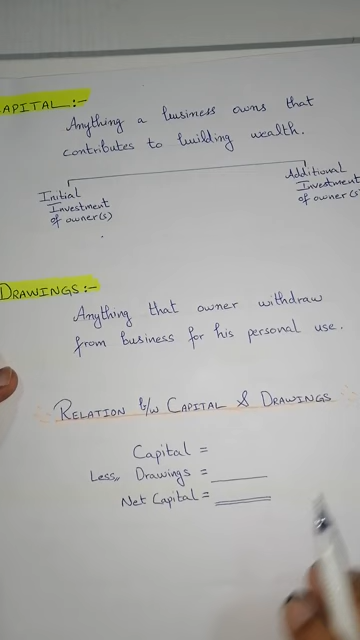 CAPITAL :-
Anything a business owns that
contributes to building wealth.
Initial
Investment
of owner(s)
Additional
Investment
of owner(s)
DRAWINGS :-
Anything that owner withdraw
from business for his personal use.
RELATION b/w CAPITAL & DRAWINGS
Capital =
Less,, Drawings =
Net Capital =